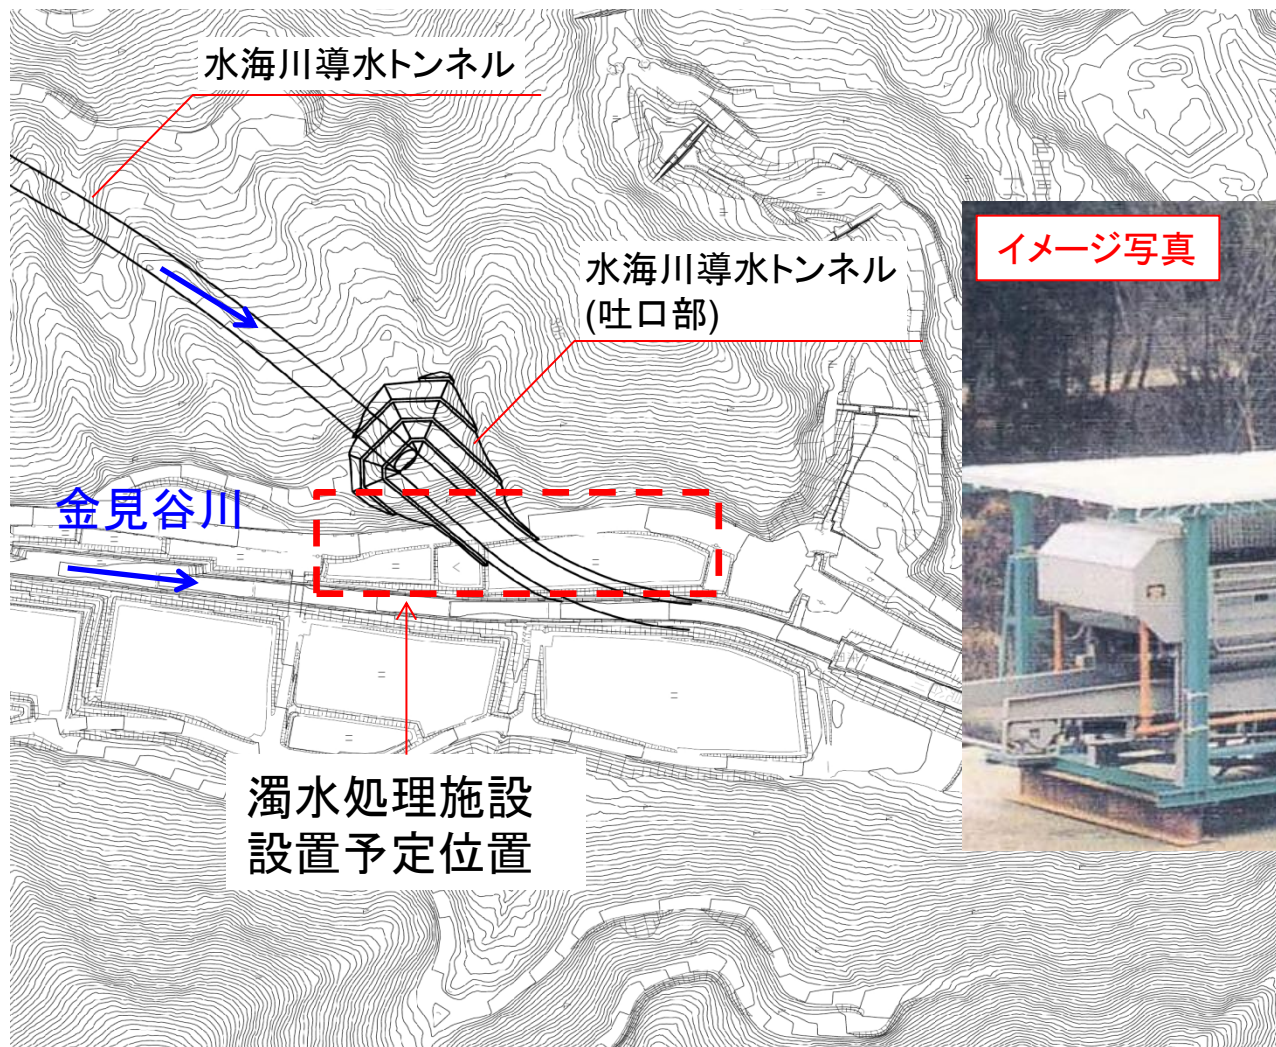 水海川導水トンネル
水海川導水トンネル
(吐口部)
イメージ写真
金見谷川
濁水処理施設
設置予定位置